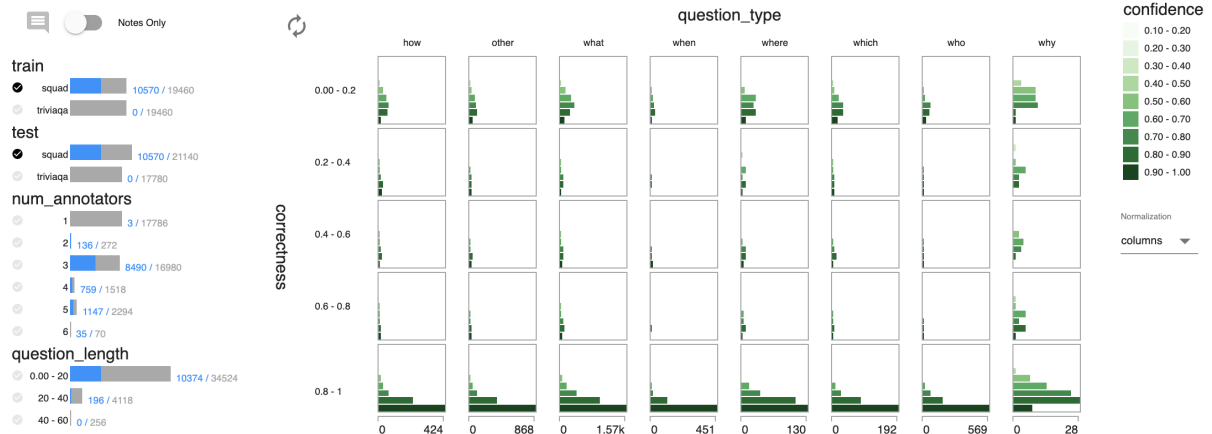 Notes Only
train
squad 10570 / 19460
triviaqa 0 / 19460
test
squad 10570 / 21140
triviaqa 0 / 17780
num_annotators
1 3 / 17786
2 136 / 272
3 8490 / 16980
4 759 / 1518
5 1147 / 2294
6 35 / 70
question_length
0.00 - 20 10374 / 34524
20 - 40 196 / 4118
40 - 60 0 / 256
question_type
how other what when where which who why
correctness
0.00 - 0.2
0.2 - 0.4
0.4 - 0.6
0.6 - 0.8
0.8 - 1
0 424 0 868 0 1.57k 0 451 0 130 0 192 0 569 0 28
confidence
0.10 - 0.20
0.20 - 0.30
0.30 - 0.40
0.40 - 0.50
0.50 - 0.60
0.60 - 0.70
0.70 - 0.80
0.80 - 0.90
0.90 - 1.00
Normalization
columns